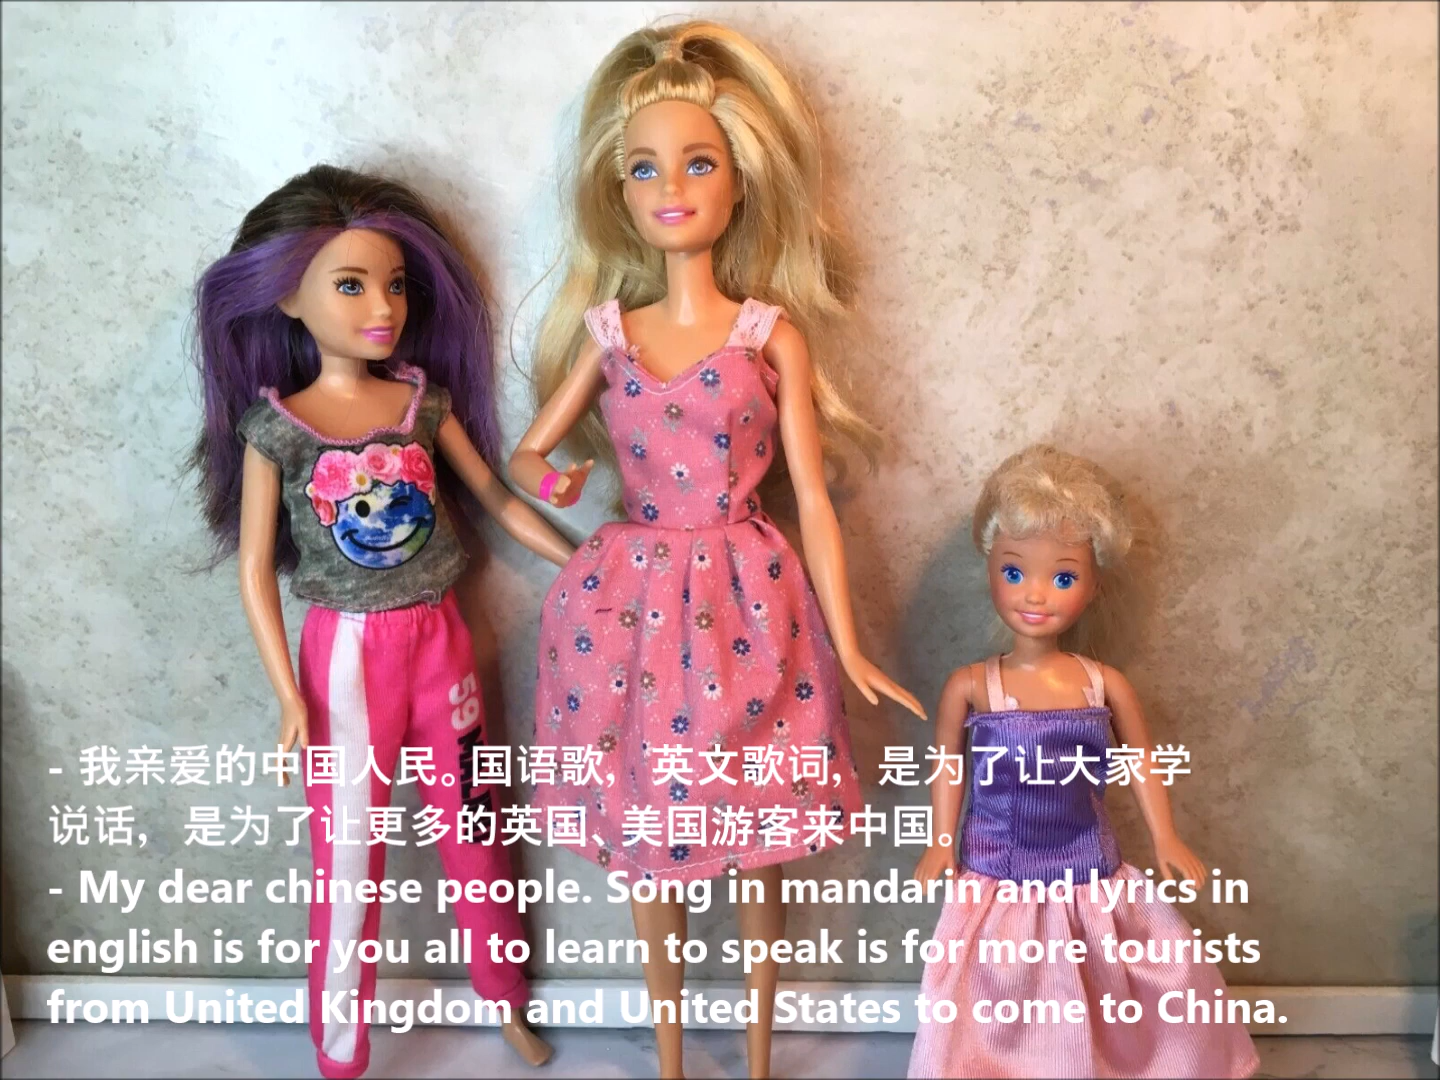 59
- 我亲爱的中国人民。国语歌，英文歌词，是为了让大家学
说话，是为了让更多的英国、美国游客来中国。
- My dear chinese people. Song in mandarin and lyrics in
english is for you all to learn to speak is for more tourists
from United Kingdom and United States to come to China.